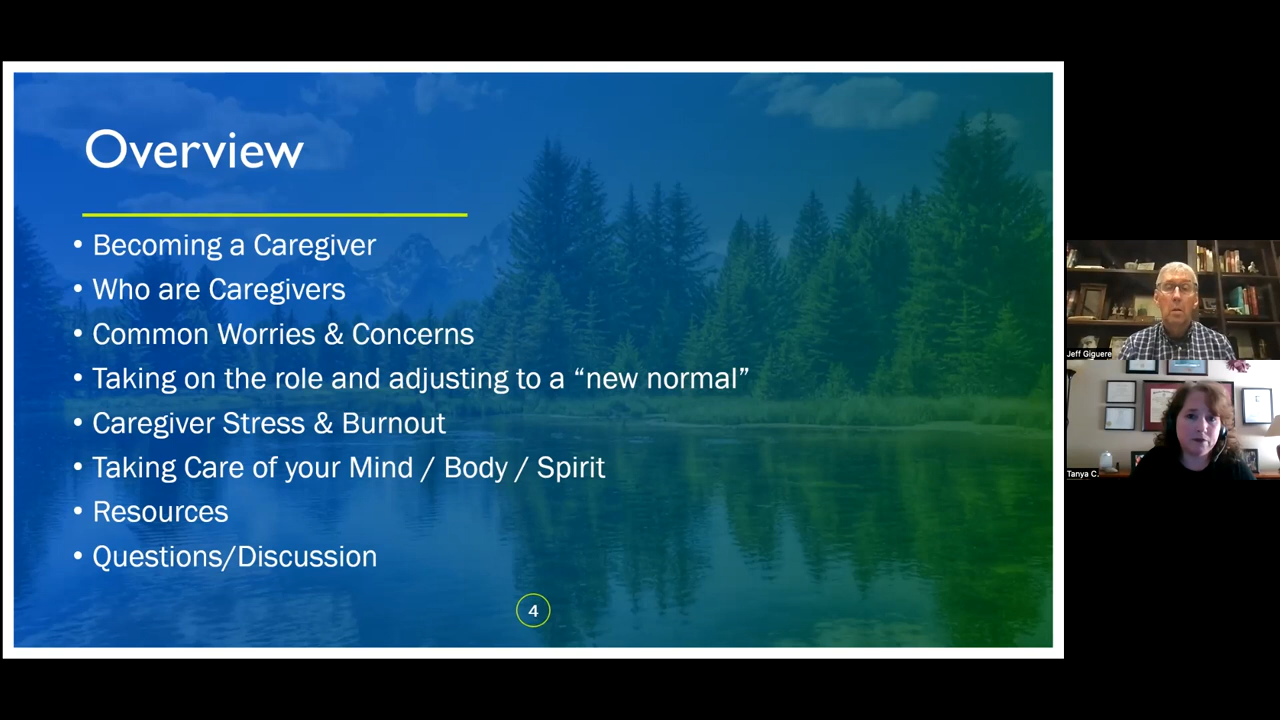 Overview
• Becoming a Caregiver
• Who are Caregivers
• Common Worries & Concerns
• Taking on the role and adjusting to a “new normal”
• Caregiver Stress & Burnout
• Taking Care of your Mind / Body / Spirit
• Resources
• Questions/Discussion
4
Jeff Giguere
Tanya C.